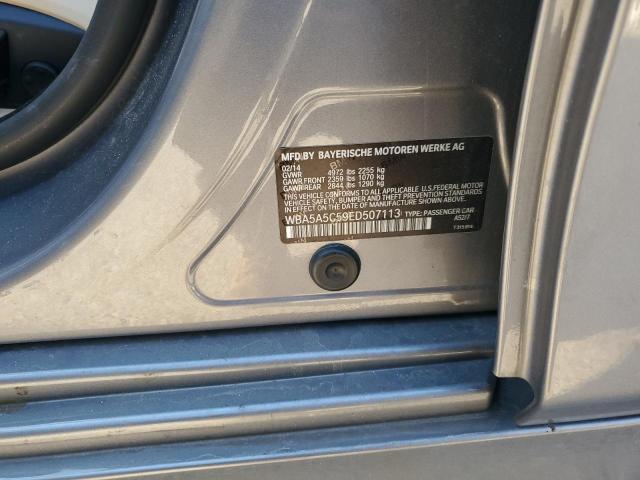 MFD.BY BAYERISCHE MOTOREN WERKE AG
02/14
GVWR 4972 lbs 2255 kg
GAWR.FRONT 2359 lbs 1070 kg
GAWR/REAR 2844 lbs 1290 kg
THIS VEHICLE CONFORMS TO ALL APPLICABLE U.S.FEDERAL MOTOR
VEHICLE SAFETY, BUMPER AND THEFT PREVENTION STANDARDS
IN EFFECT ON THE DATE OF MANUFACTURE SHOWN ABOVE.
WBA5A5C59ED507113 TYPE: PASSENGER CAR